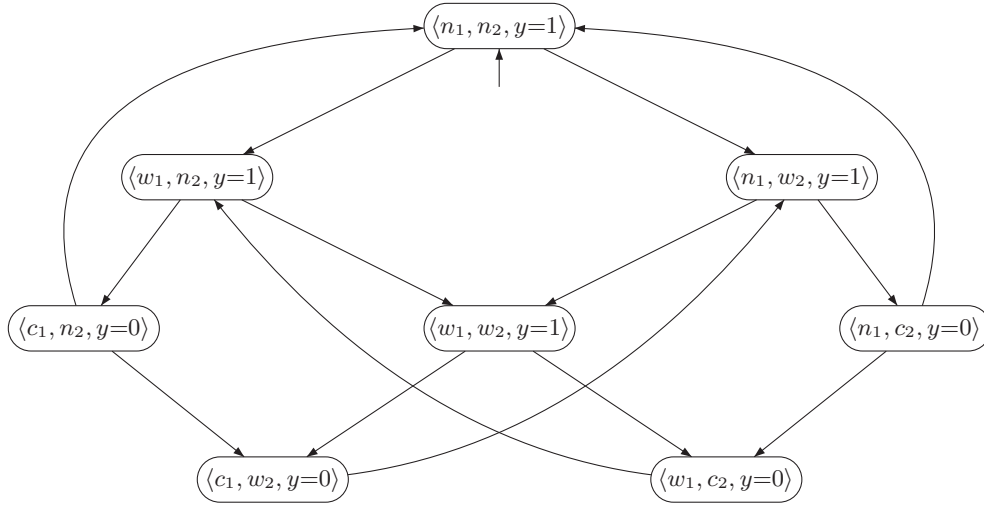 ⟨n₁, n₂, y=1⟩
⟨w₁, n₂, y=1⟩
⟨n₁, w₂, y=1⟩
⟨c₁, n₂, y=0⟩
⟨w₁, w₂, y=1⟩
⟨n₁, c₂, y=0⟩
⟨c₁, w₂, y=0⟩
⟨w₁, c₂, y=0⟩